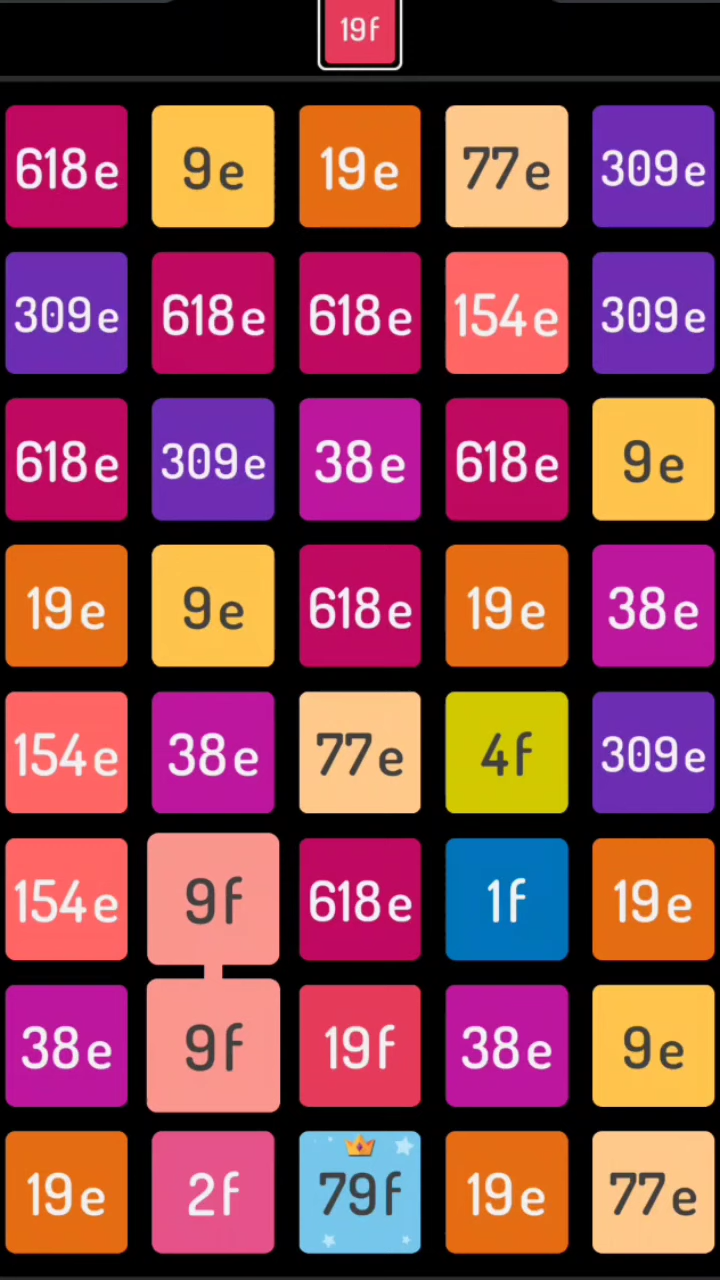 19f
618e 9e 19e 77e 309e
309e 618e 618e 154e 309e
618e 309e 38e 618e 9e
19e 9e 618e 19e 38e
154e 38e 77e 4f 309e
154e 9f 618e 1f 19e
38e 9f 19f 38e 9e
19e 2f 79f 19e 77e